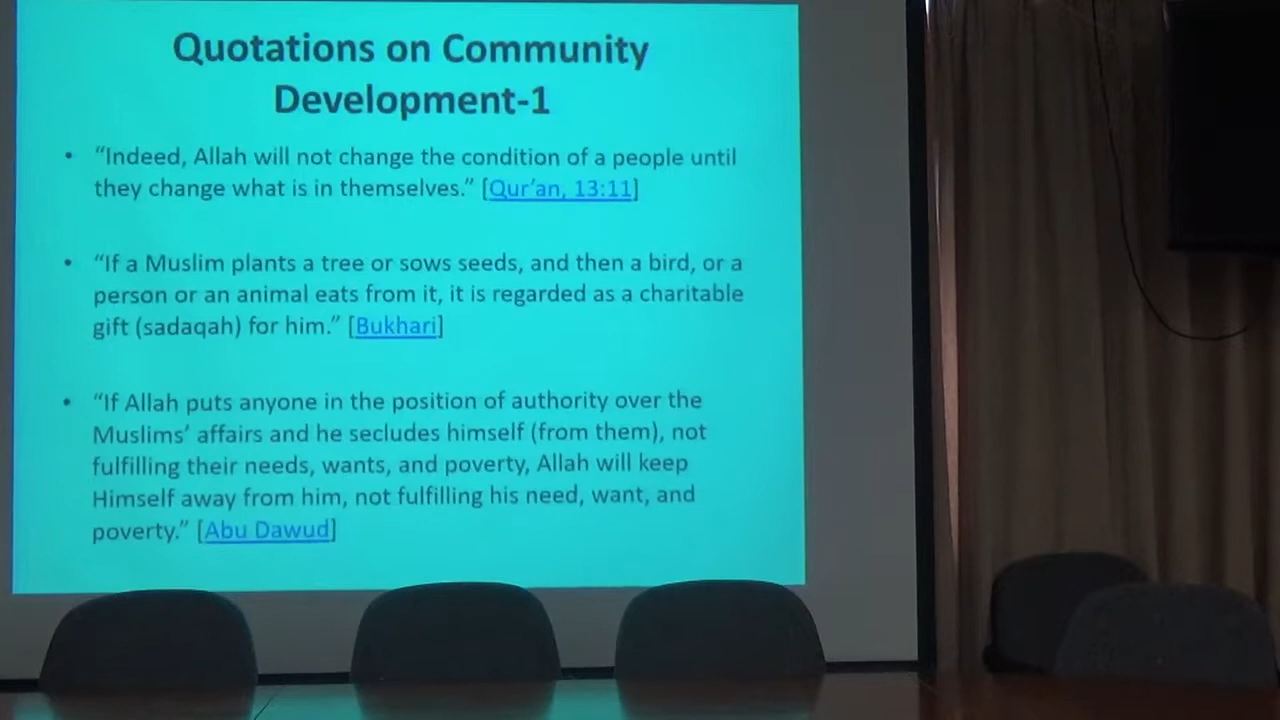 Quotations on Community
Development-1
• “Indeed, Allah will not change the condition of a people until
they change what is in themselves.” [Qur’an, 13:11]
• “If a Muslim plants a tree or sows seeds, and then a bird, or a
person or an animal eats from it, it is regarded as a charitable
gift (sadaqah) for him.” [Bukhari]
• “If Allah puts anyone in the position of authority over the
Muslims’ affairs and he secludes himself (from them), not
fulfilling their needs, wants, and poverty, Allah will keep
Himself away from him, not fulfilling his need, want, and
poverty.” [Abu Dawud]